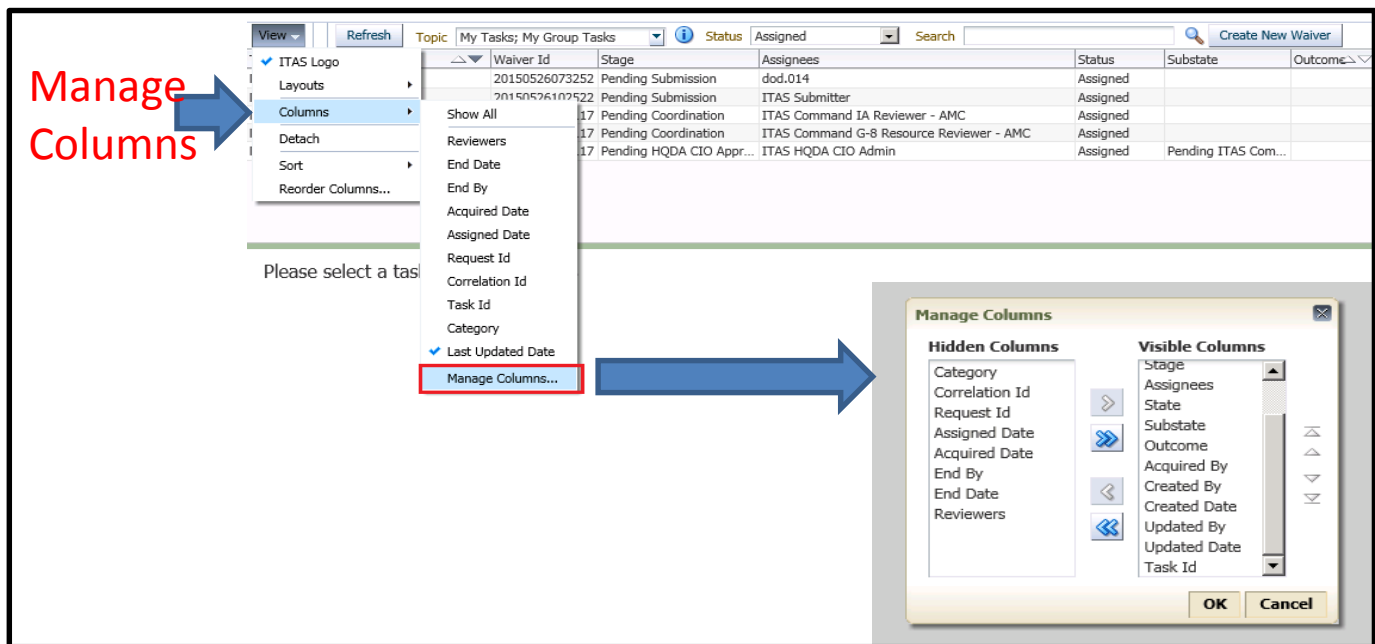 Manage
Columns
View Refresh Topic My Tasks; My Group Tasks Status Assigned Search Create New Waiver
Waiver Id Stage Assignees Status Substate Outcome
20150526073252 Pending Submission dod.014 Assigned
20150526102522 Pending Submission ITAS Submitter Assigned
17 Pending Coordination ITAS Command IA Reviewer - AMC Assigned
17 Pending Coordination ITAS Command G-8 Resource Reviewer - AMC Assigned
17 Pending HQDA CIO Appr... ITAS HQDA CIO Admin Assigned Pending ITAS Com...
ITAS Logo
Layouts
Columns
Detach
Sort
Reorder Columns...
Show All
Reviewers
End Date
End By
Acquired Date
Assigned Date
Request Id
Correlation Id
Task Id
Category
Last Updated Date
Manage Columns...
Please select a tas
Manage Columns
Hidden Columns
Category
Correlation Id
Request Id
Assigned Date
Acquired Date
End By
End Date
Reviewers
Visible Columns
Stage
Assignees
State
Substate
Outcome
Acquired By
Created By
Created Date
Updated By
Updated Date
Task Id
OK Cancel